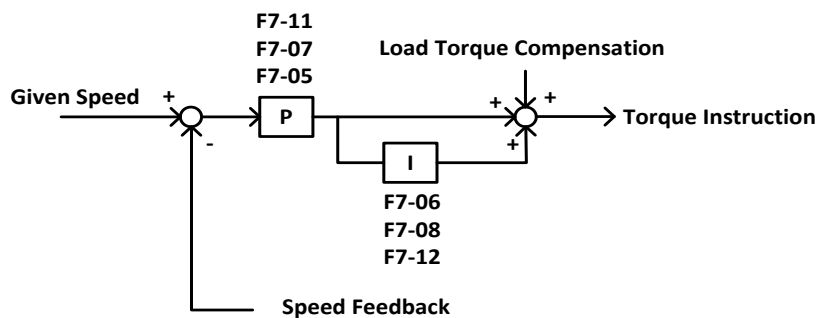 F7-11
F7-07
F7-05
Load Torque Compensation
Given Speed
+
-
P
+
+
+
Torque Instruction
I
F7-06
F7-08
F7-12
Speed Feedback